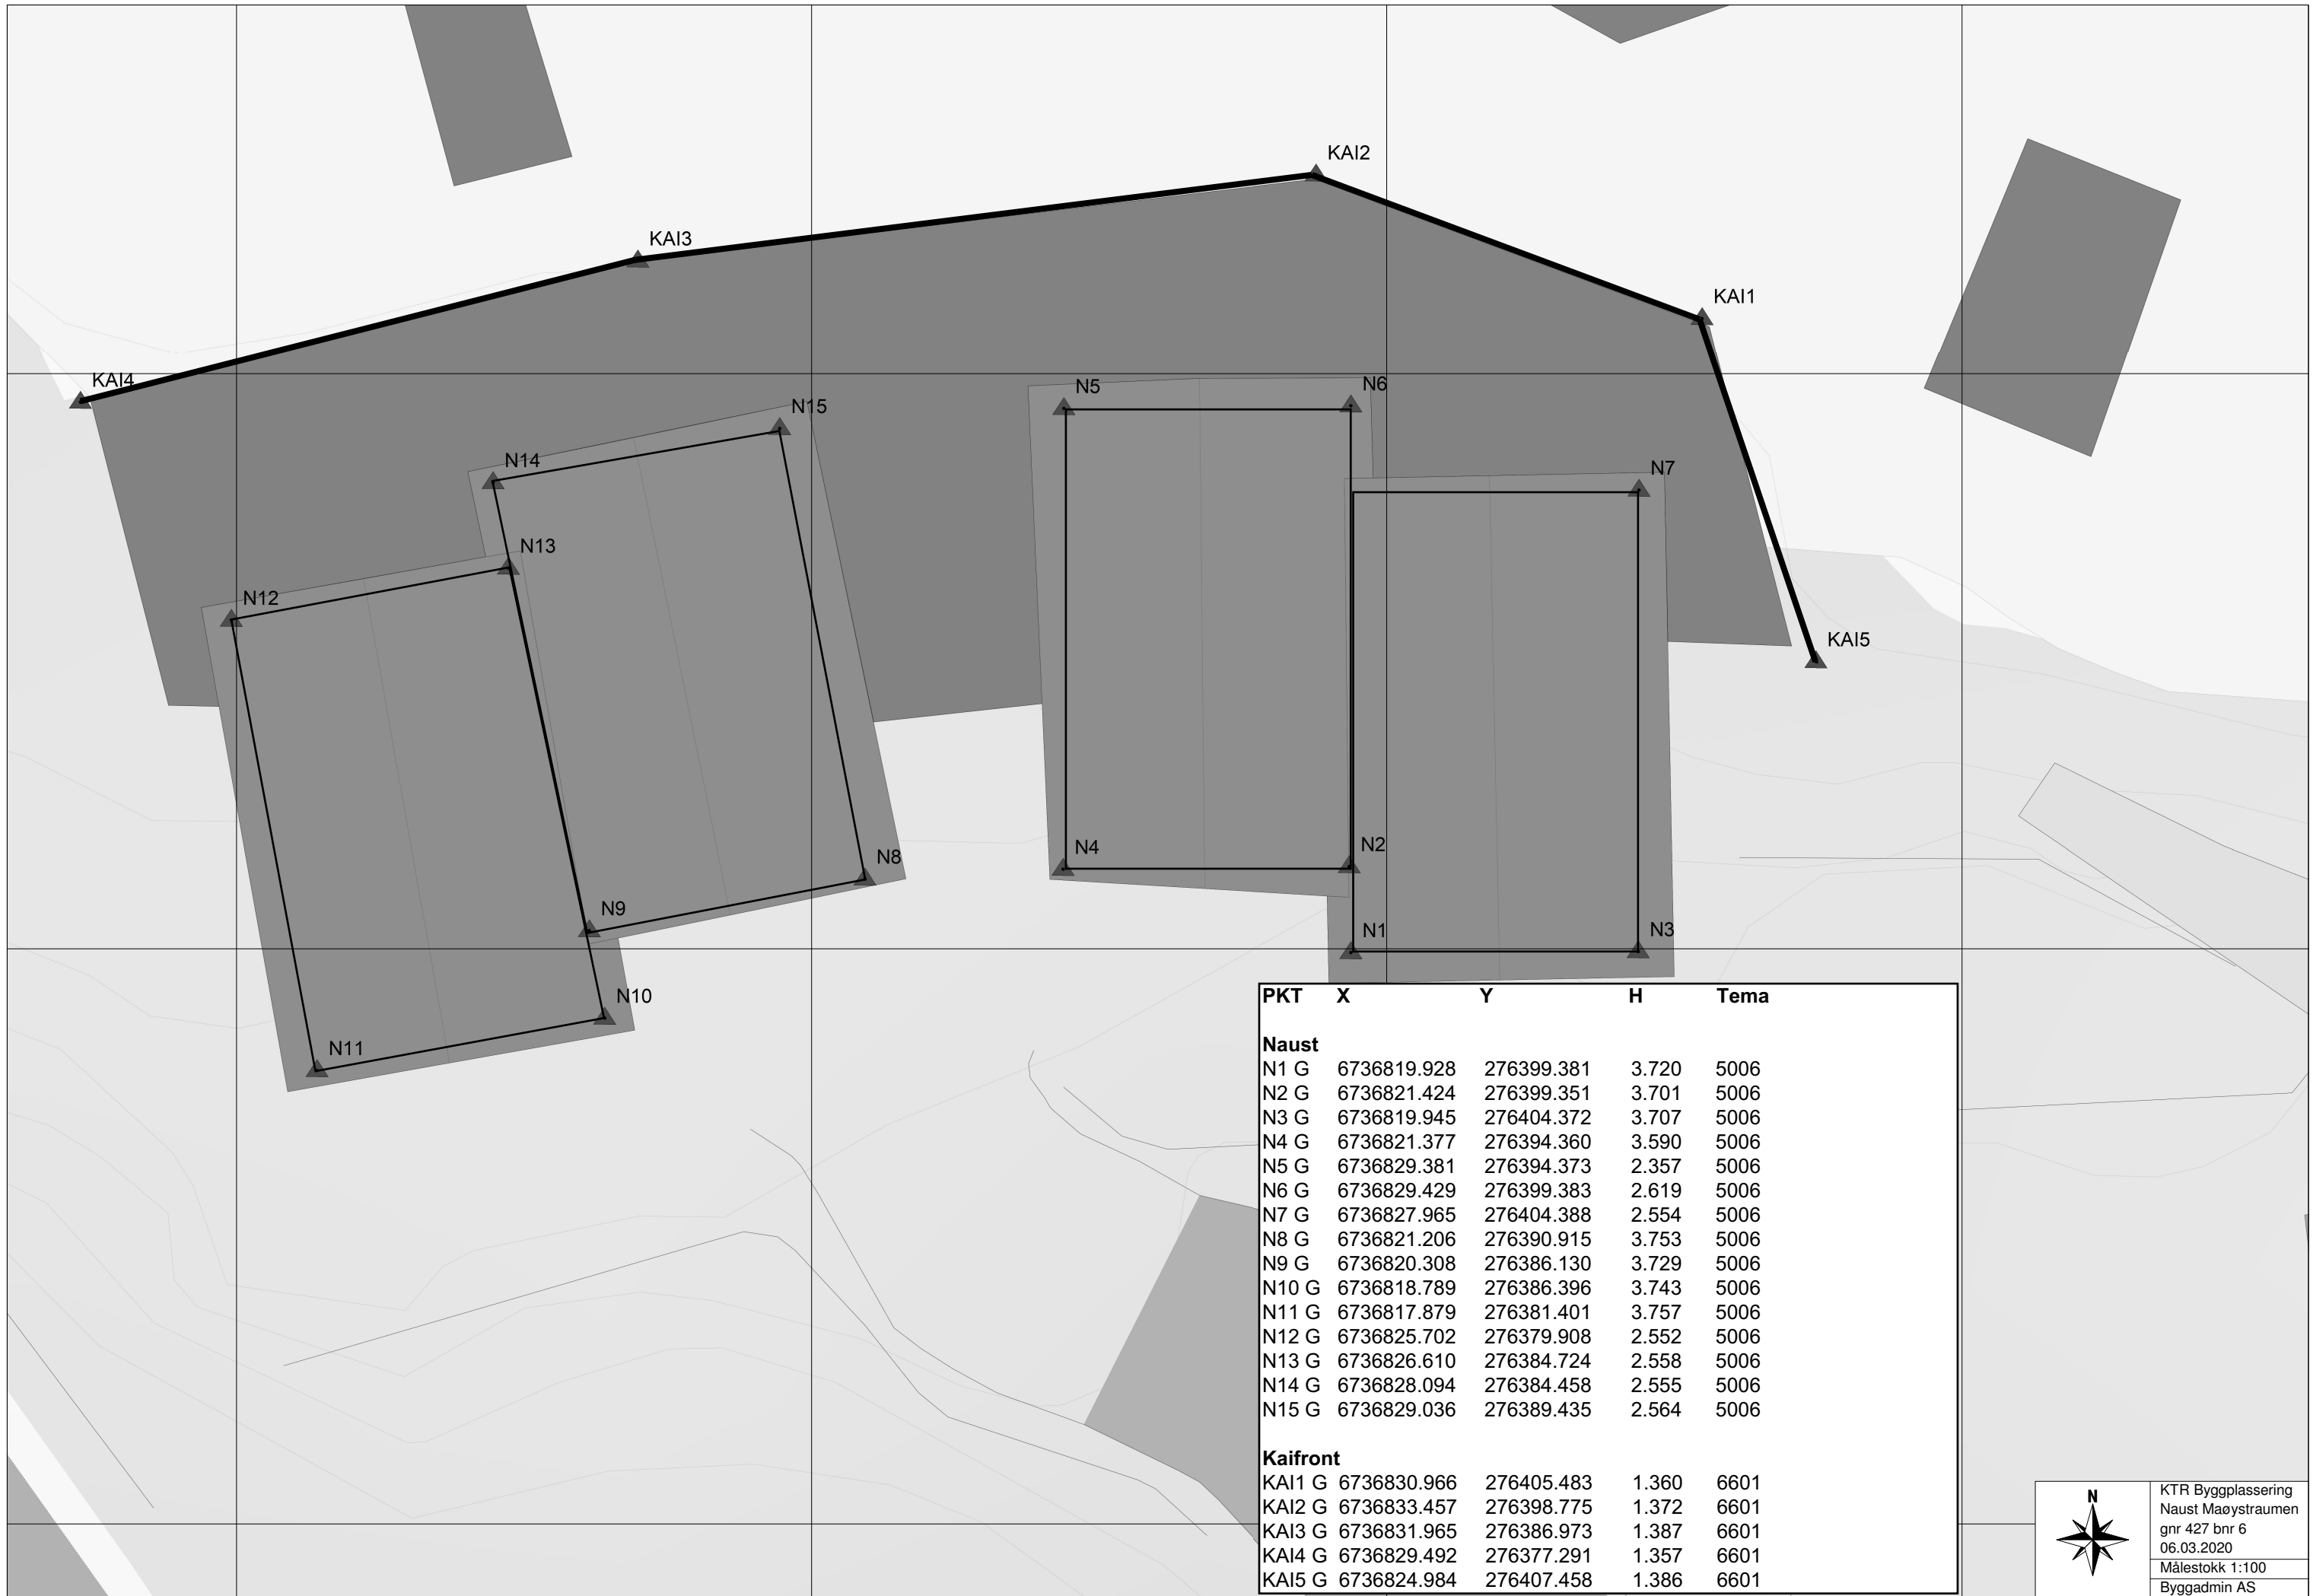 KAI2
KAI3
KAI1
KAI4
N5
N6
N15
N14
N7
N13
N12
KAI5
N4
N2
N8
N9
N1
N3
N10
N11
PKT X Y H Tema
Naust
N1 G 6736819.928 276399.381 3.720 5006
N2 G 6736821.424 276399.351 3.701 5006
N3 G 6736819.945 276404.372 3.707 5006
N4 G 6736821.377 276394.360 3.590 5006
N5 G 6736829.381 276394.373 2.357 5006
N6 G 6736829.429 276399.383 2.619 5006
N7 G 6736827.965 276404.388 2.554 5006
N8 G 6736821.206 276390.915 3.753 5006
N9 G 6736820.308 276386.130 3.729 5006
N10 G 6736818.789 276386.396 3.743 5006
N11 G 6736817.879 276381.401 3.757 5006
N12 G 6736825.702 276379.908 2.552 5006
N13 G 6736826.610 276384.724 2.558 5006
N14 G 6736828.094 276384.458 2.555 5006
N15 G 6736829.036 276389.435 2.564 5006
Kaifront
KAI1 G 6736830.966 276405.483 1.360 6601
KAI2 G 6736833.457 276398.775 1.372 6601
KAI3 G 6736831.965 276386.973 1.387 6601
KAI4 G 6736829.492 276377.291 1.357 6601
KAI5 G 6736824.984 276407.458 1.386 6601
N
KTR Byggplassering
Naust Maøystraumen
gnr 427 bnr 6
06.03.2020
Målestokk 1:100
Byggadmin AS